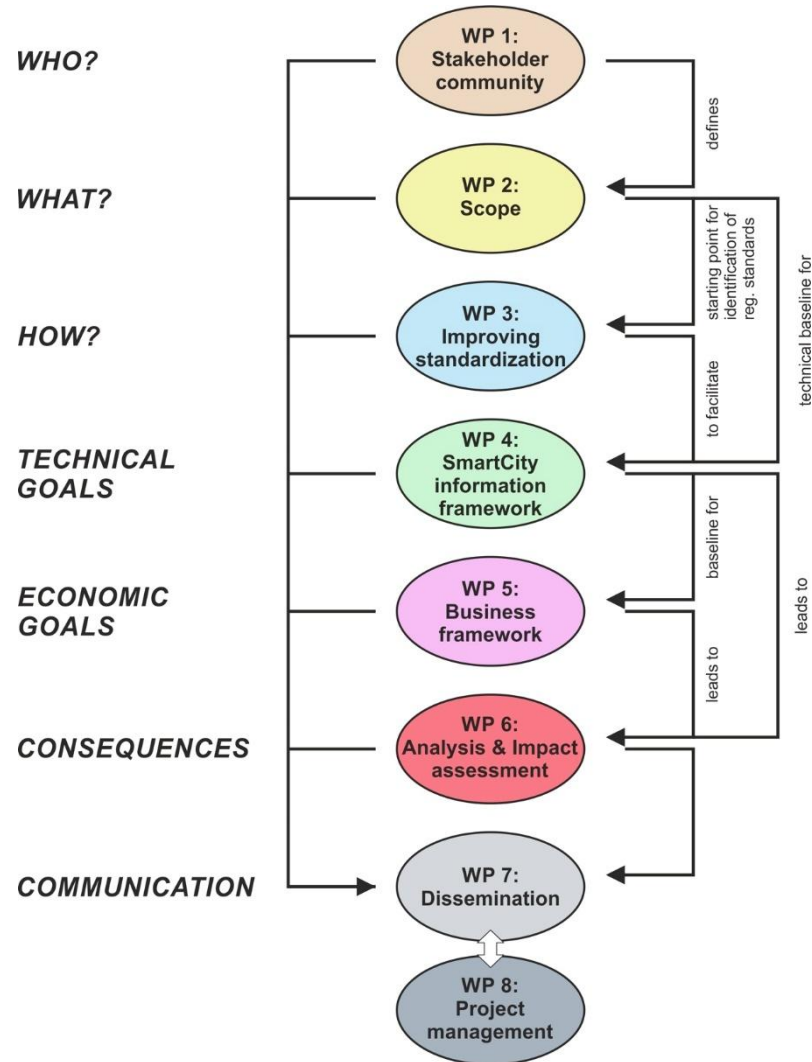 WHO?
WP 1:
Stakeholder
community
defines
WHAT?
WP 2:
Scope
starting point for
identification of
reg. standards
technical baseline for
HOW?
WP 3:
Improving
standardization
to facilitate
TECHNICAL
GOALS
WP 4:
SmartCity
information
framework
baseline for
leads to
ECONOMIC
GOALS
WP 5:
Business
framework
leads to
CONSEQUENCES
WP 6:
Analysis & Impact
assessment
COMMUNICATION
WP 7:
Dissemination
WP 8:
Project
management